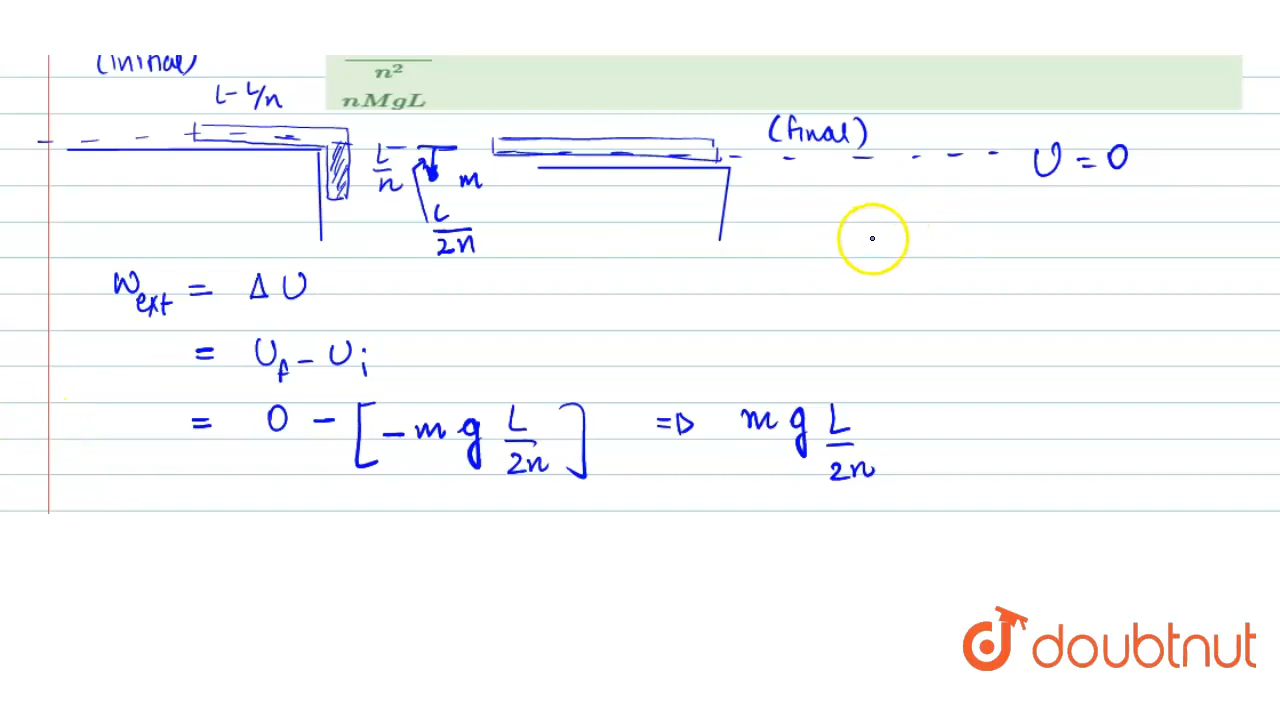 (Initial)
n²
nMgL
L - L/n
(final)
L/n
m
U = 0
L/2n
W_ext = ΔU
= U_f - U_i
= 0 - [-mg L/2n] ⇒ mg L/2n
doubtnut